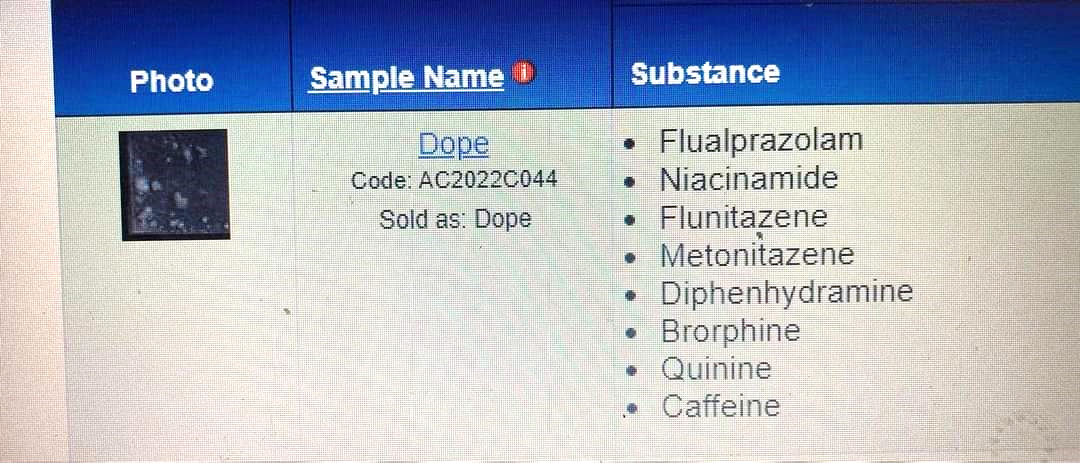 Photo
Sample Name
Substance
Dope
Code: AC2022C044
Sold as: Dope
Flualprazolam
Niacinamide
Flunitazene
Metonitazene
Diphenhydramine
Brorphine
Quinine
Caffeine